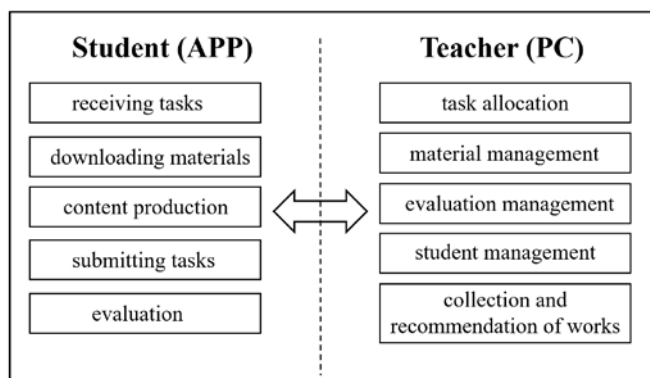 Student (APP)
receiving tasks
downloading materials
content production
submitting tasks
evaluation
Teacher (PC)
task allocation
material management
evaluation management
student management
collection and
recommendation of works